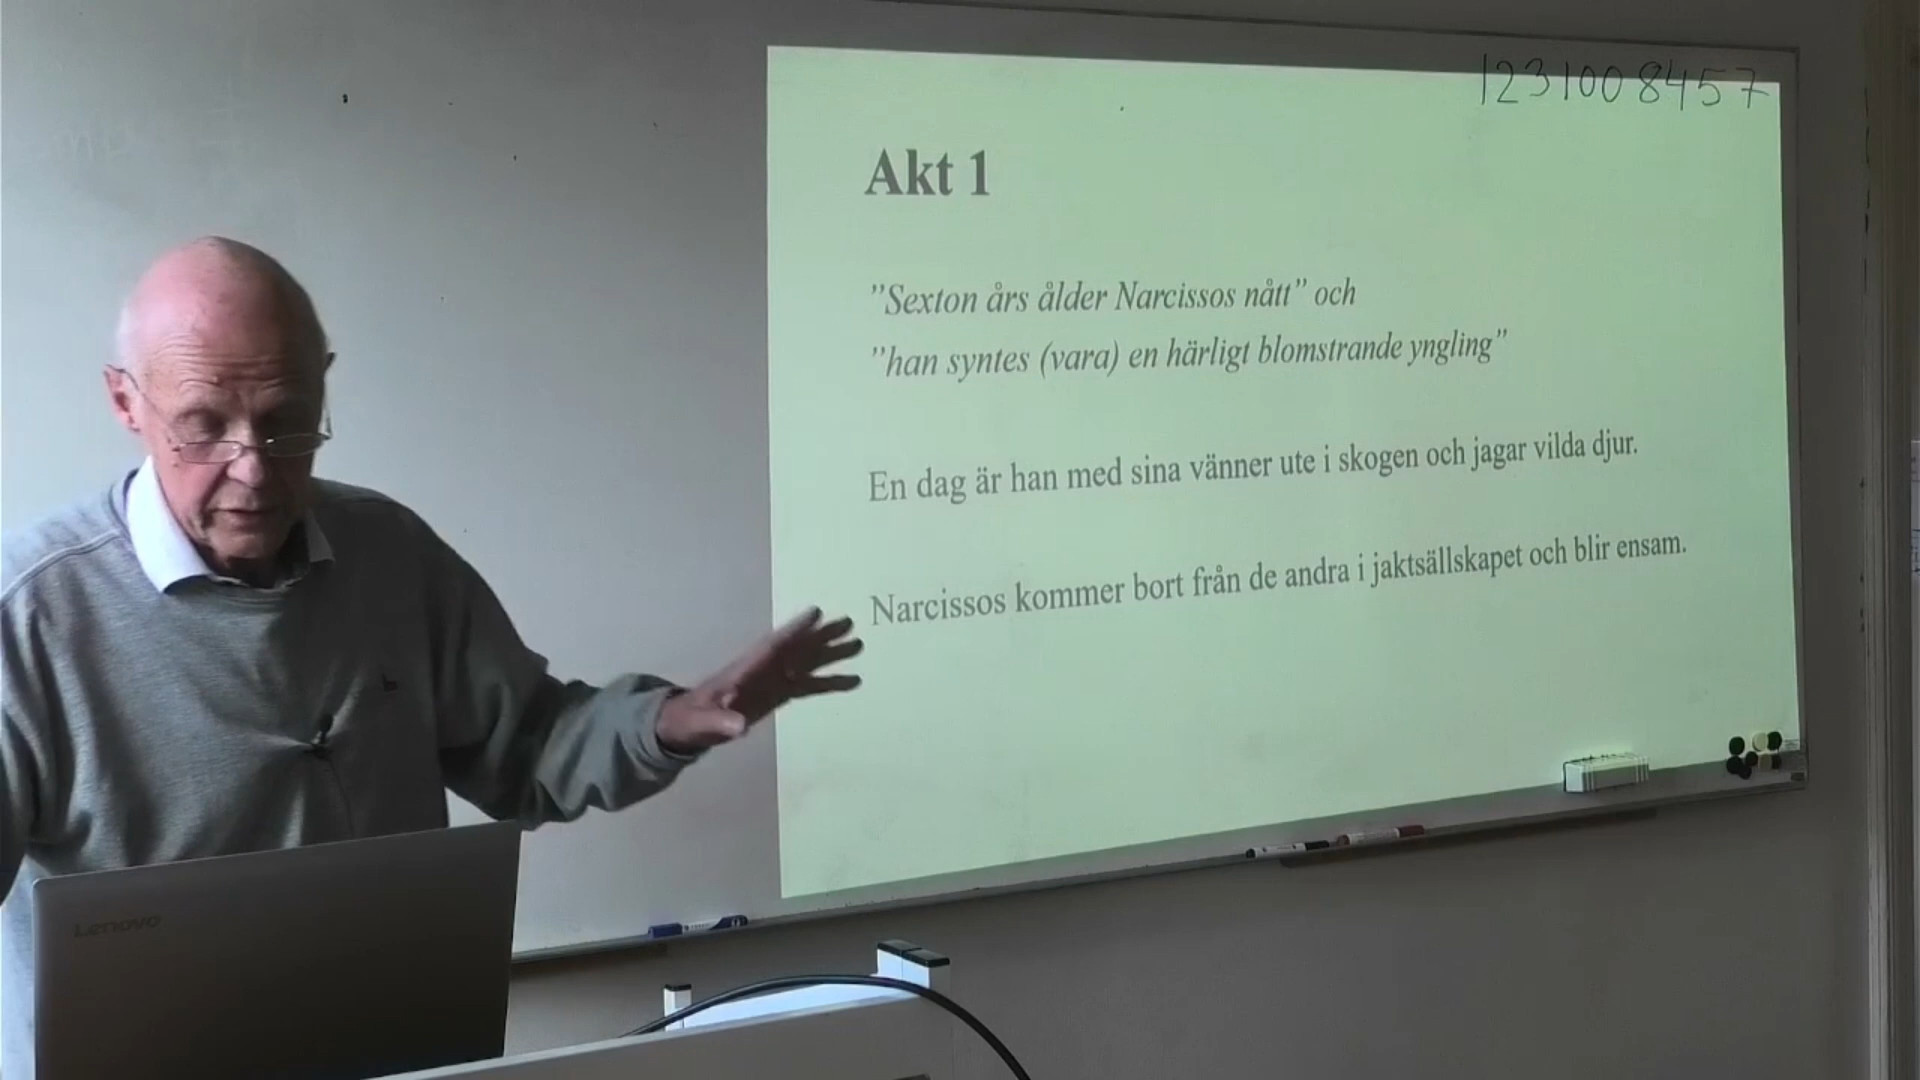 1231008457
Akt 1
”Sexton års ålder Narcissos nått” och
”han syntes (vara) en härligt blomstrande yngling”
En dag är han med sina vänner ute i skogen och jagar vilda djur.
Narcissos kommer bort från de andra i jaktsällskapet och blir ensam.
Lenovo